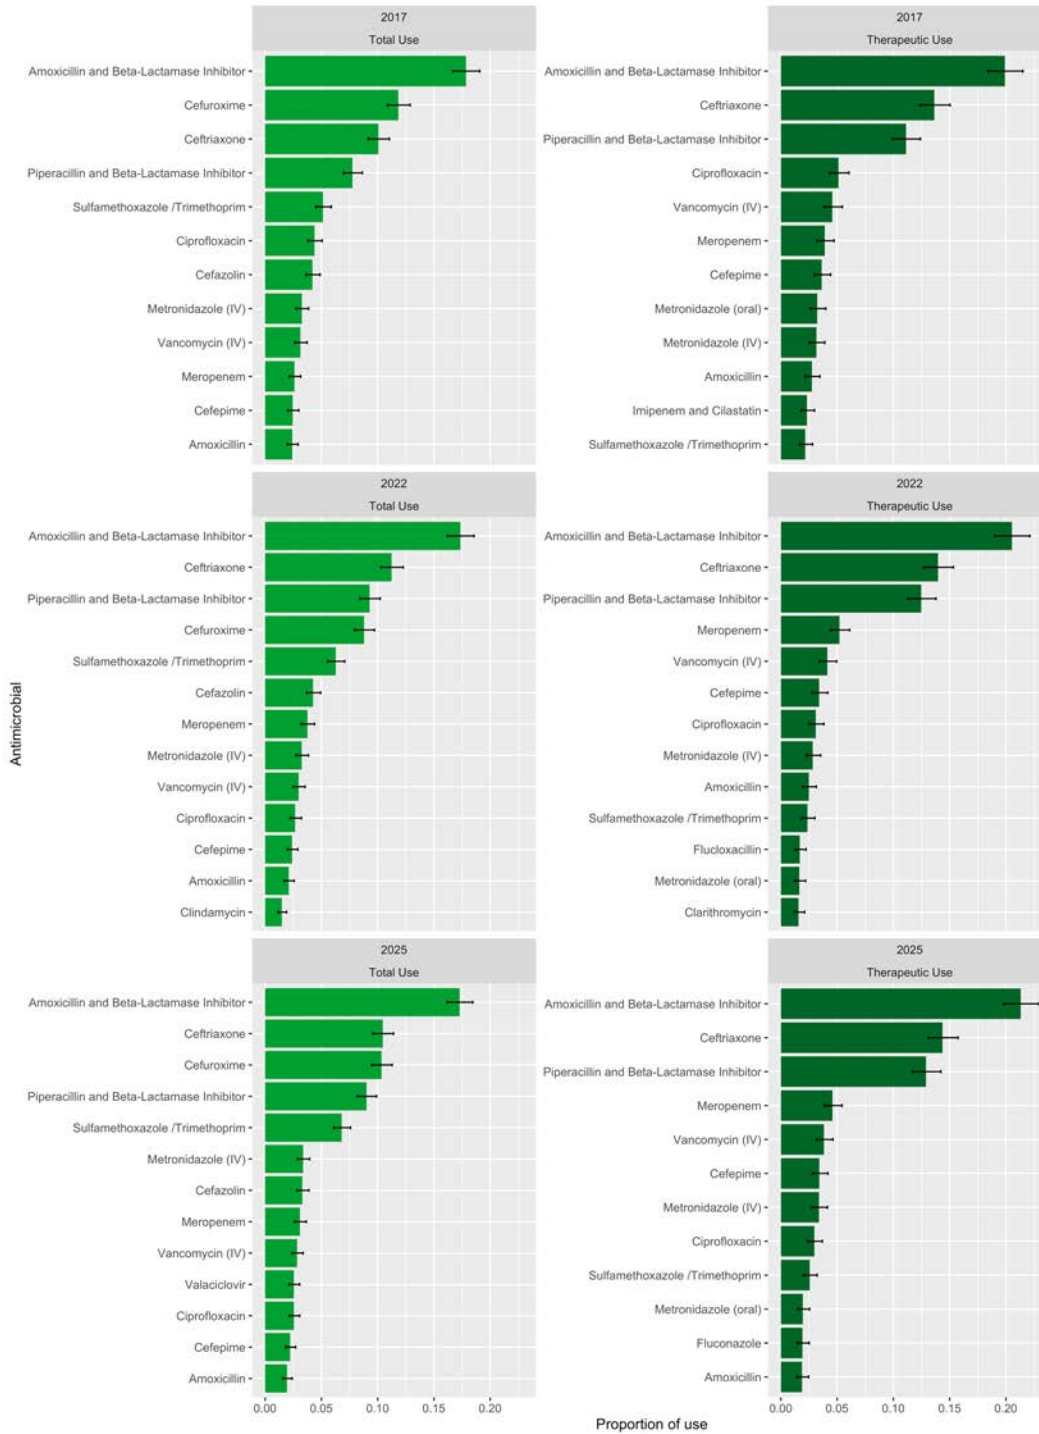 2017
Total Use
Amoxicillin and Beta-Lactamase Inhibitor
Cefuroxime
Ceftriaxone
Piperacillin and Beta-Lactamase Inhibitor
Sulfamethoxazole /Trimethoprim
Ciprofloxacin
Cefazolin
Metronidazole (IV)
Vancomycin (IV)
Meropenem
Cefepime
Amoxicillin
2017
Therapeutic Use
Amoxicillin and Beta-Lactamase Inhibitor
Ceftriaxone
Piperacillin and Beta-Lactamase Inhibitor
Ciprofloxacin
Vancomycin (IV)
Meropenem
Cefepime
Metronidazole (oral)
Metronidazole (IV)
Amoxicillin
Imipenem and Cilastatin
Sulfamethoxazole /Trimethoprim
Antimicrobial
2022
Total Use
Amoxicillin and Beta-Lactamase Inhibitor
Ceftriaxone
Piperacillin and Beta-Lactamase Inhibitor
Cefuroxime
Sulfamethoxazole /Trimethoprim
Cefazolin
Meropenem
Metronidazole (IV)
Vancomycin (IV)
Ciprofloxacin
Cefepime
Amoxicillin
Clindamycin
2022
Therapeutic Use
Amoxicillin and Beta-Lactamase Inhibitor
Ceftriaxone
Piperacillin and Beta-Lactamase Inhibitor
Meropenem
Vancomycin (IV)
Cefepime
Ciprofloxacin
Metronidazole (IV)
Amoxicillin
Sulfamethoxazole /Trimethoprim
Flucloxacillin
Metronidazole (oral)
Clarithromycin
2025
Total Use
Amoxicillin and Beta-Lactamase Inhibitor
Ceftriaxone
Cefuroxime
Piperacillin and Beta-Lactamase Inhibitor
Sulfamethoxazole /Trimethoprim
Metronidazole (IV)
Cefazolin
Meropenem
Vancomycin (IV)
Valaciclovir
Ciprofloxacin
Cefepime
Amoxicillin
0.00 0.05 0.10 0.15 0.20
2025
Therapeutic Use
Amoxicillin and Beta-Lactamase Inhibitor
Ceftriaxone
Piperacillin and Beta-Lactamase Inhibitor
Meropenem
Vancomycin (IV)
Cefepime
Metronidazole (IV)
Ciprofloxacin
Sulfamethoxazole /Trimethoprim
Metronidazole (oral)
Fluconazole
Amoxicillin
0.00 0.05 0.10 0.15 0.20
Proportion of use